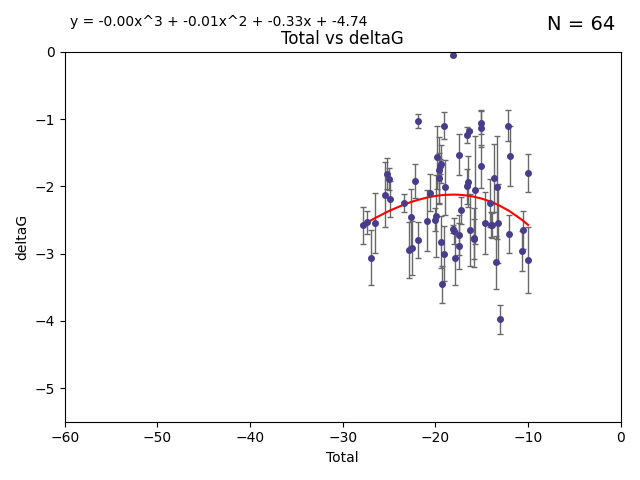 y = -0.00x^3 + -0.01x^2 + -0.33x + -4.74
N = 64
Total vs deltaG
0
−1
−2
−3
−4
−5
deltaG
−60 −50 −40 −30 −20 −10 0
Total